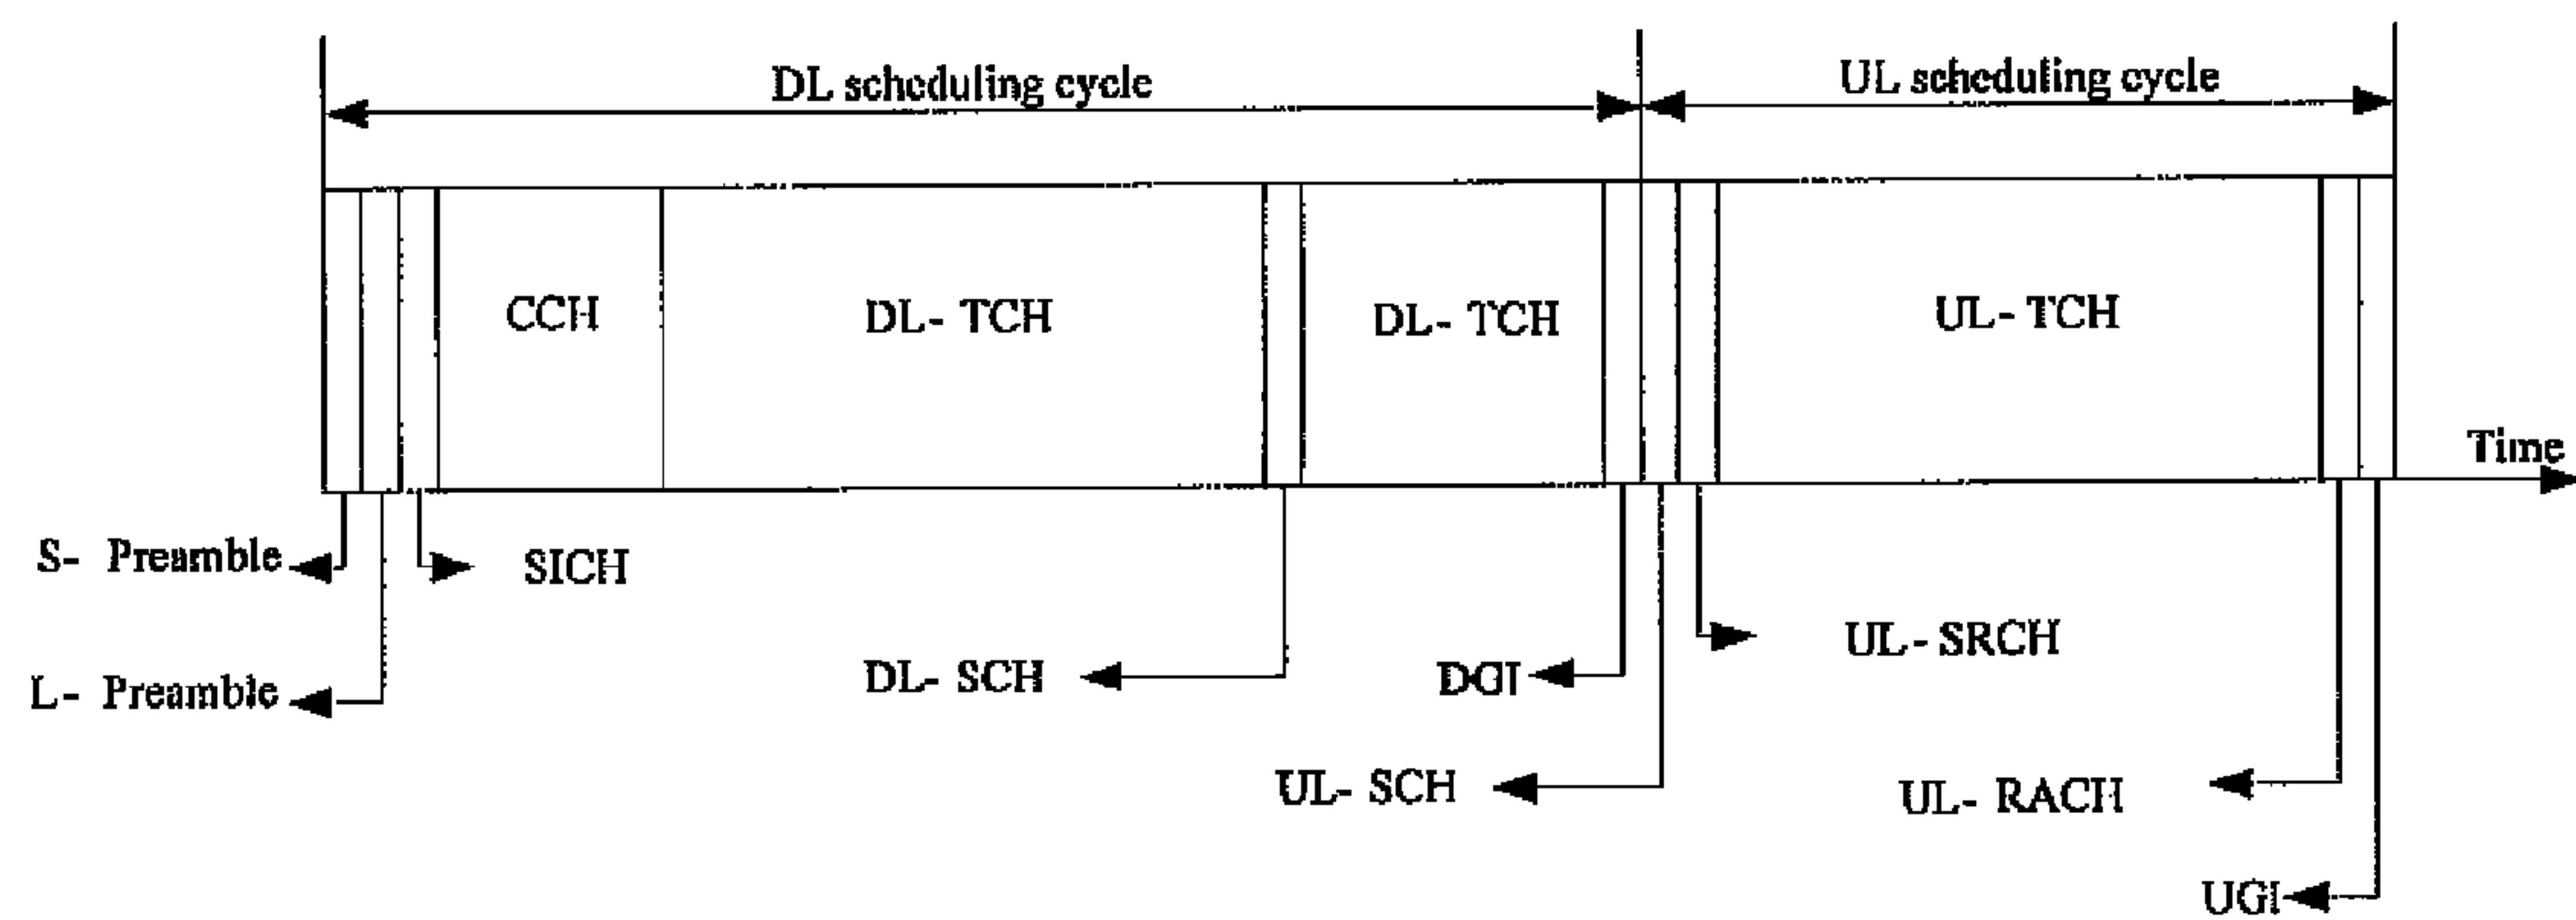 DL scheduling cycle
UL scheduling cycle
CCH
DL- TCH
DL- TCH
UL- TCH
Time
S- Preamble
SICH
L- Preamble
DL- SCH
DGI
UL- SRCH
UL- SCH
UL- RACH
UGI